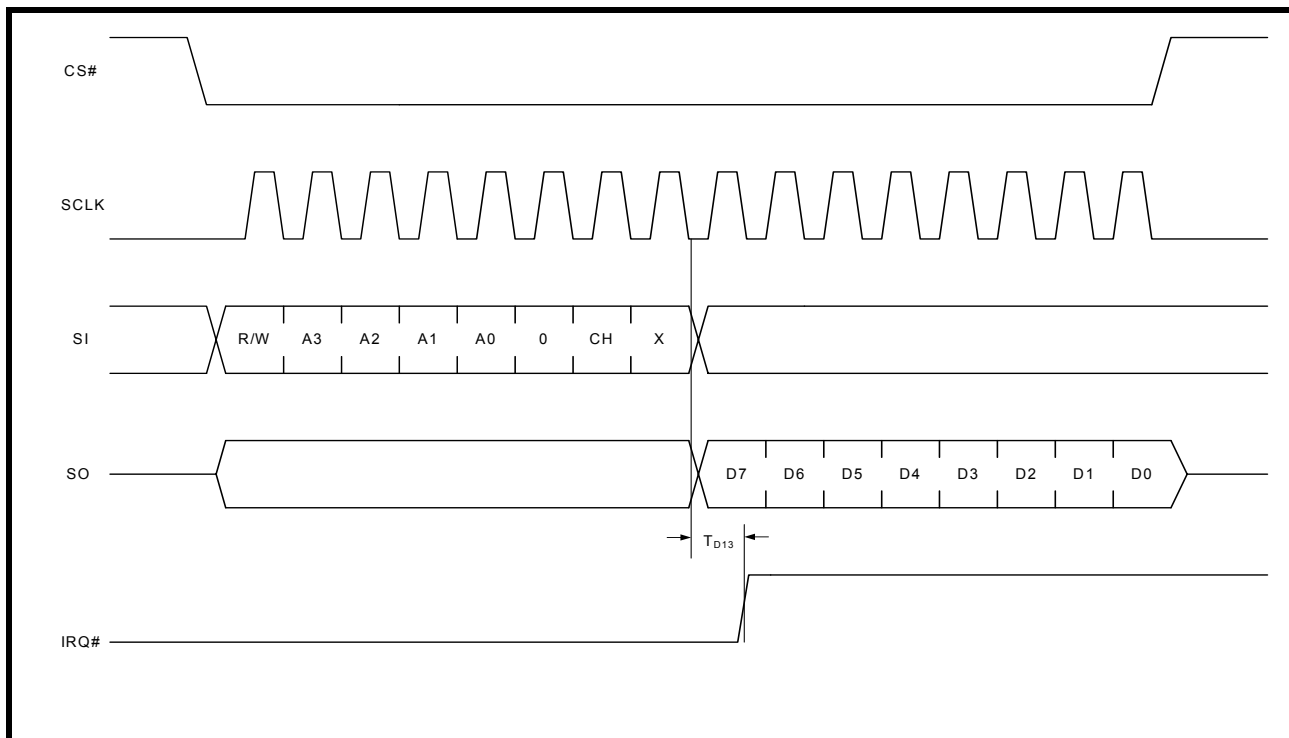 CS#
SCLK
SI R/W A3 A2 A1 A0 0 CH X
SO D7 D6 D5 D4 D3 D2 D1 D0
TD13
IRQ#